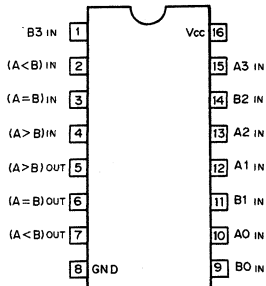 B3 IN 1 Vcc 16
(A<B) IN 2 15 A3 IN
(A=B) IN 3 14 B2 IN
(A>B) IN 4 13 A2 IN
(A>B) OUT 5 12 A1 IN
(A=B) OUT 6 11 B1 IN
(A<B) OUT 7 10 A0 IN
8 GND 9 B0 IN